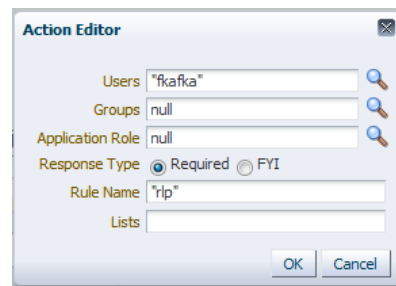 Action Editor
Users "fkafka"
Groups null
Application Role null
Response Type Required FYI
Rule Name "rlp"
Lists
OK Cancel